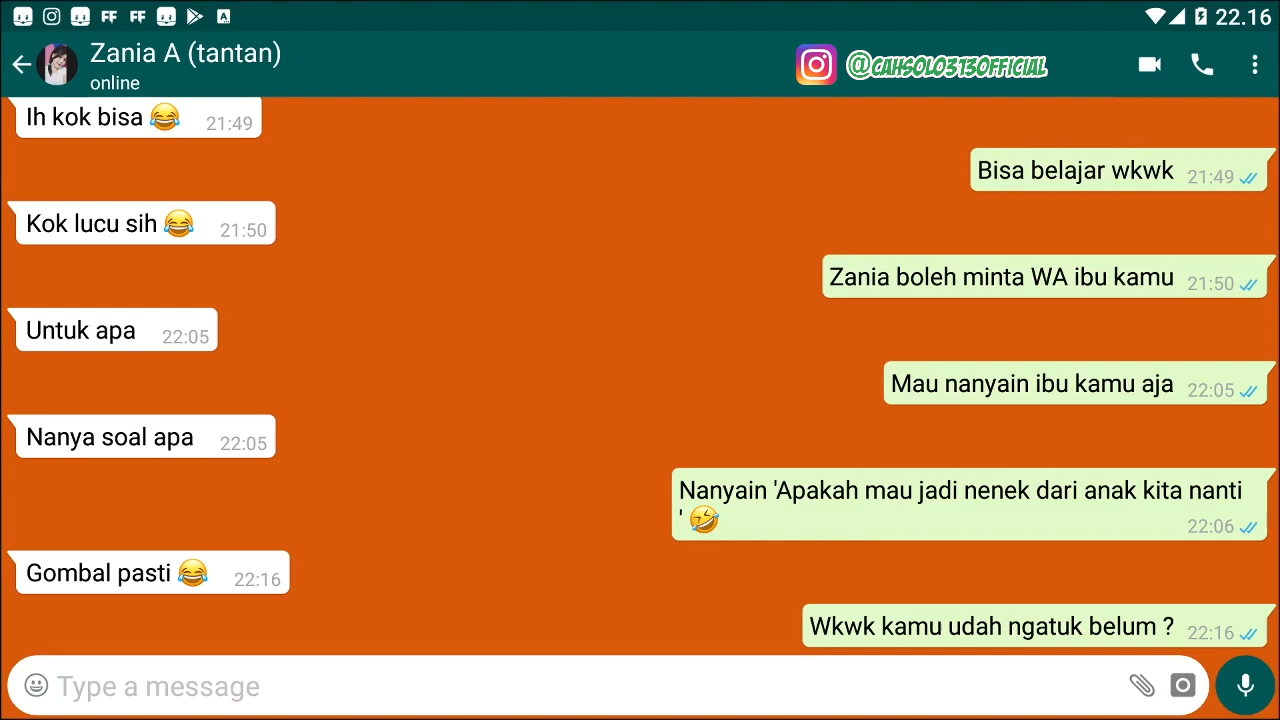 FF FF A 22.16
Zania A (tantan)
online
@CAHSOLO313OFFICIAL
Ih kok bisa 😂 21:49
Bisa belajar wkwk 21:49
Kok lucu sih 😂 21:50
Zania boleh minta WA ibu kamu 21:50
Untuk apa 22:05
Mau nanyain ibu kamu aja 22:05
Nanya soal apa 22:05
Nanyain 'Apakah mau jadi nenek dari anak kita nanti
' 🤣 22:06
Gombal pasti 😂 22:16
Wkwk kamu udah ngatuk belum ? 22:16
Type a message